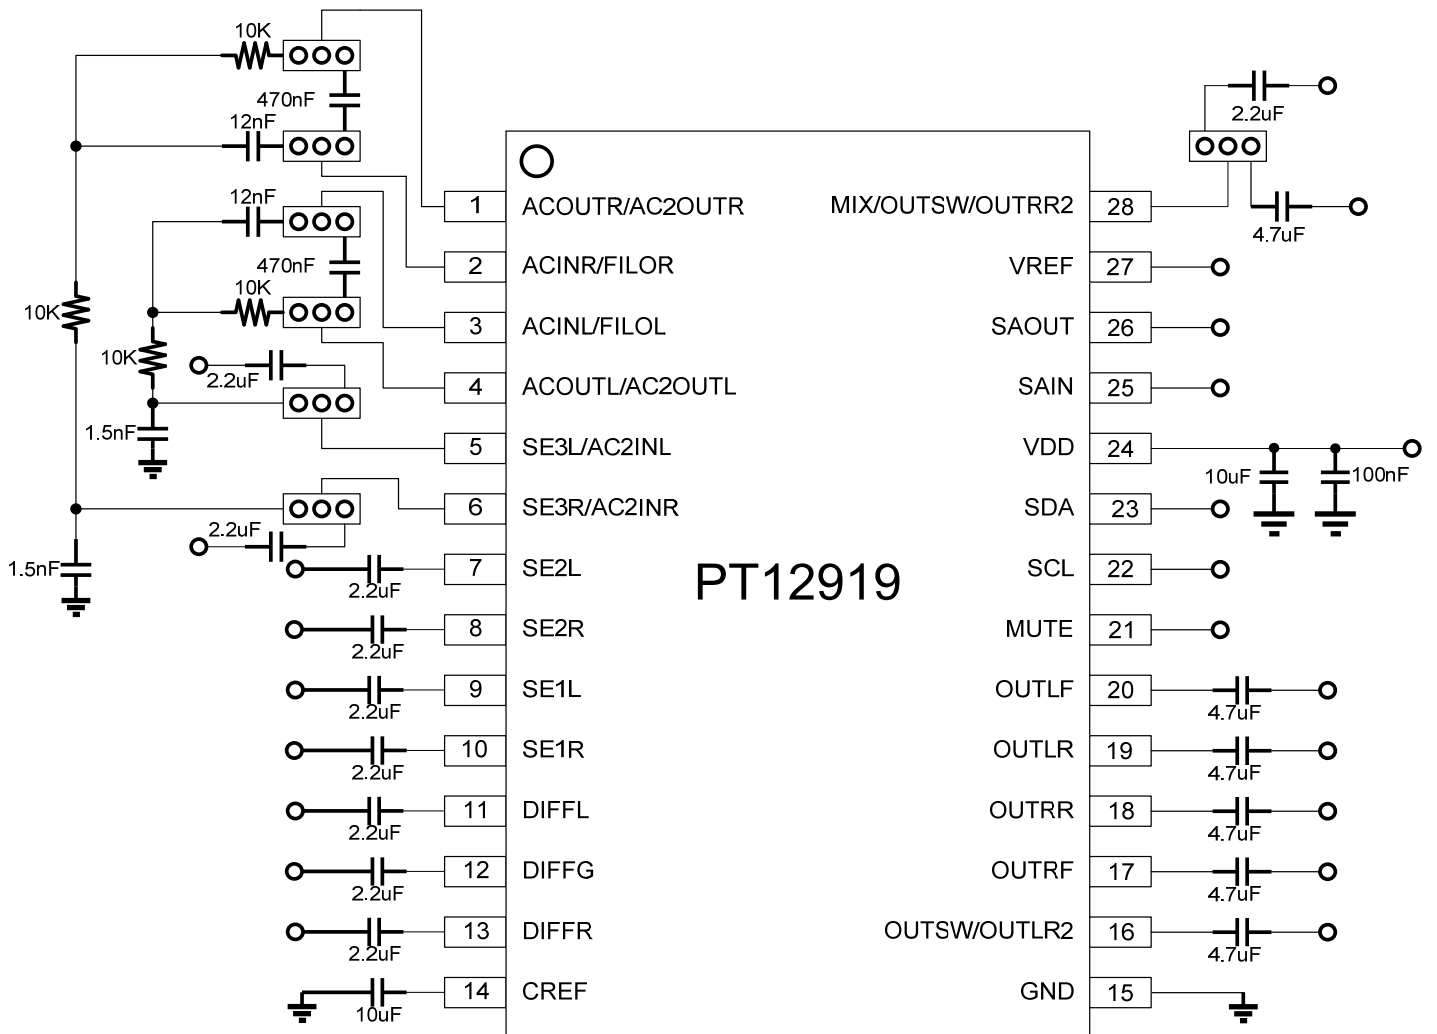 10K
470nF
12nF
12nF
470nF
10K
10K
10K
2.2uF
1.5nF
2.2uF
1.5nF
1 ACOUTR/AC2OUTR
2 ACINR/FILOR
3 ACINL/FILOL
4 ACOUTL/AC2OUTL
5 SE3L/AC2INL
6 SE3R/AC2INR
2.2uF 7 SE2L
2.2uF 8 SE2R
2.2uF 9 SE1L
2.2uF 10 SE1R
2.2uF 11 DIFFL
2.2uF 12 DIFFG
2.2uF 13 DIFFR
10uF 14 CREF
PT12919
2.2uF
4.7uF
MIX/OUTSW/OUTRR2 28
VREF 27
SAOUT 26
SAIN 25
VDD 24
10uF 100nF
SDA 23
SCL 22
MUTE 21
OUTLF 20 4.7uF
OUTLR 19 4.7uF
OUTRR 18 4.7uF
OUTRF 17 4.7uF
OUTSW/OUTLR2 16 4.7uF
GND 15